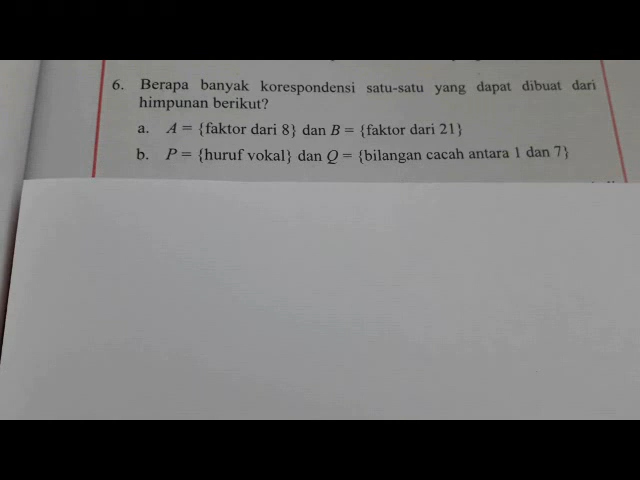 6. Berapa banyak korespondensi satu-satu yang dapat dibuat dari
himpunan berikut?
a. A = {faktor dari 8} dan B = {faktor dari 21}
b. P = {huruf vokal} dan Q = {bilangan cacah antara 1 dan 7}